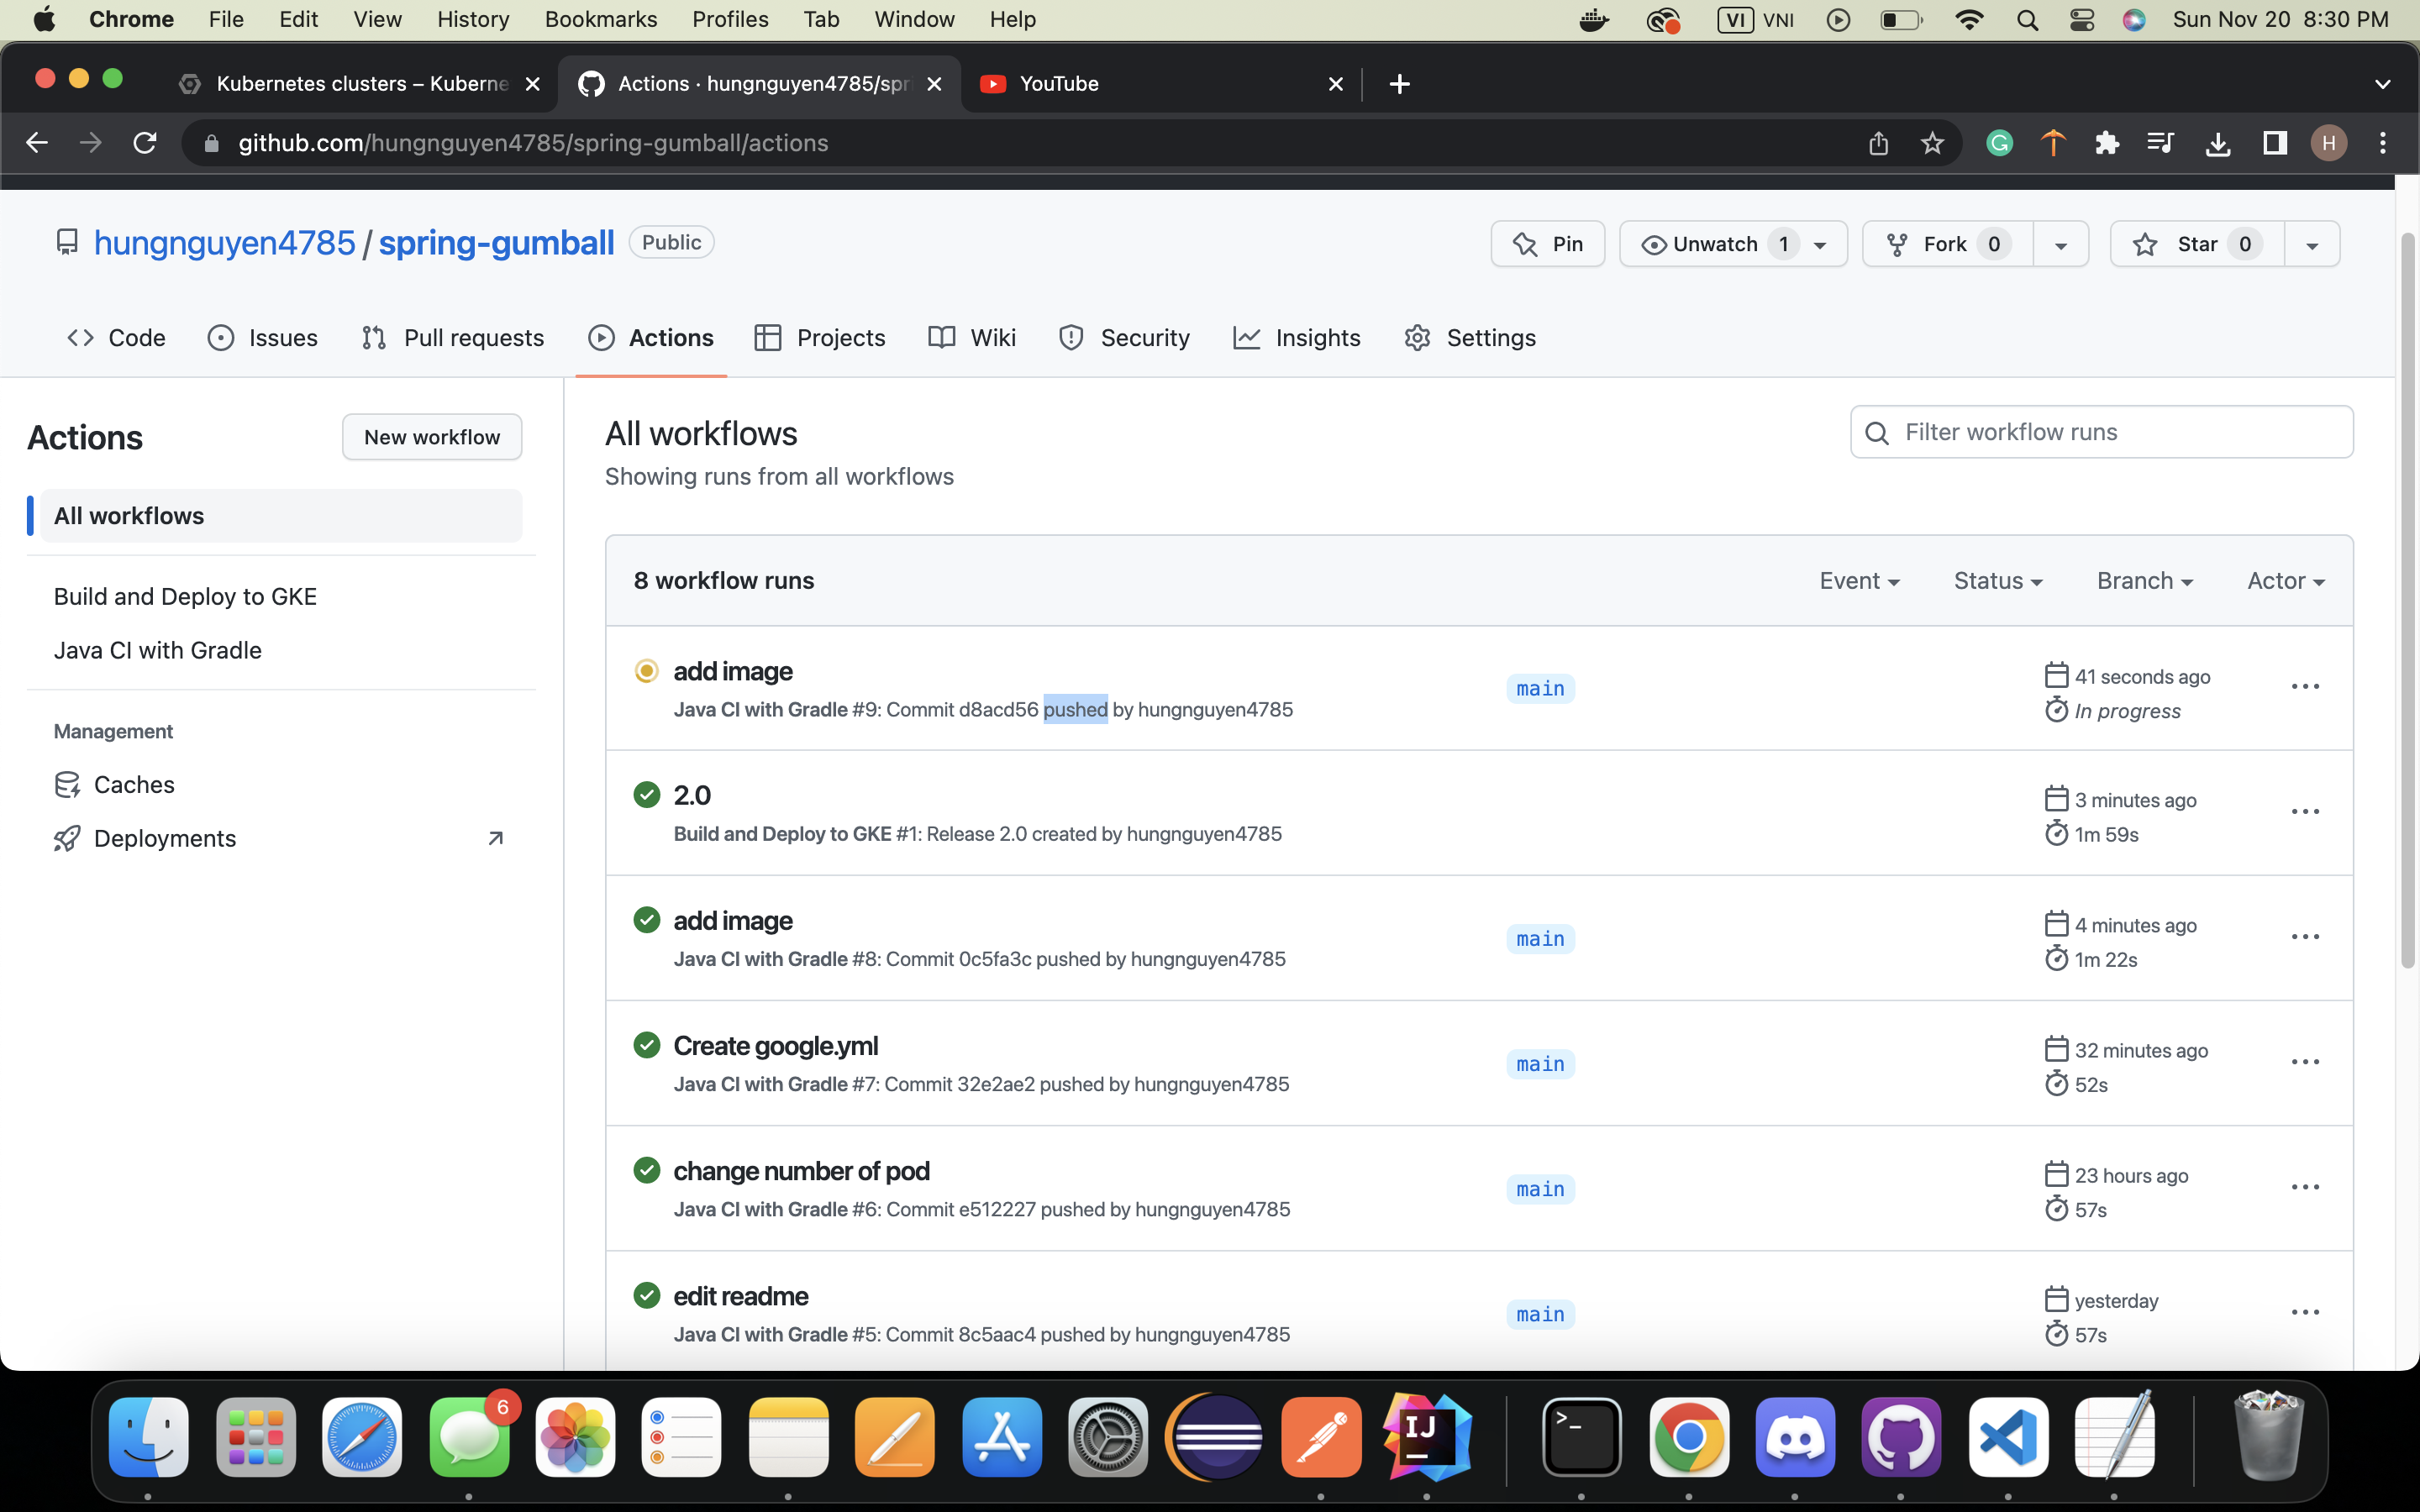 Chrome File Edit View History Bookmarks Profiles Tab Window Help VI VNI Sun Nov 20 8:30 PM
Kubernetes clusters – Kuberne Actions · hungnguyen4785/spri YouTube
github.com/hungnguyen4785/spring-gumball/actions H
hungnguyen4785 / spring-gumball Public Pin Unwatch 1 Fork 0 Star 0
Code Issues Pull requests Actions Projects Wiki Security Insights Settings
Actions New workflow
All workflows
Build and Deploy to GKE
Java CI with Gradle
Management
Caches
Deployments
All workflows Filter workflow runs
Showing runs from all workflows
8 workflow runs Event Status Branch Actor
add image main 41 seconds ago
Java CI with Gradle #9: Commit d8acd56 pushed by hungnguyen4785 In progress
2.0 3 minutes ago
Build and Deploy to GKE #1: Release 2.0 created by hungnguyen4785 1m 59s
add image main 4 minutes ago
Java CI with Gradle #8: Commit 0c5fa3c pushed by hungnguyen4785 1m 22s
Create google.yml main 32 minutes ago
Java CI with Gradle #7: Commit 32e2ae2 pushed by hungnguyen4785 52s
change number of pod main 23 hours ago
Java CI with Gradle #6: Commit e512227 pushed by hungnguyen4785 57s
edit readme main yesterday
Java CI with Gradle #5: Commit 8c5aac4 pushed by hungnguyen4785 57s
6
IJ